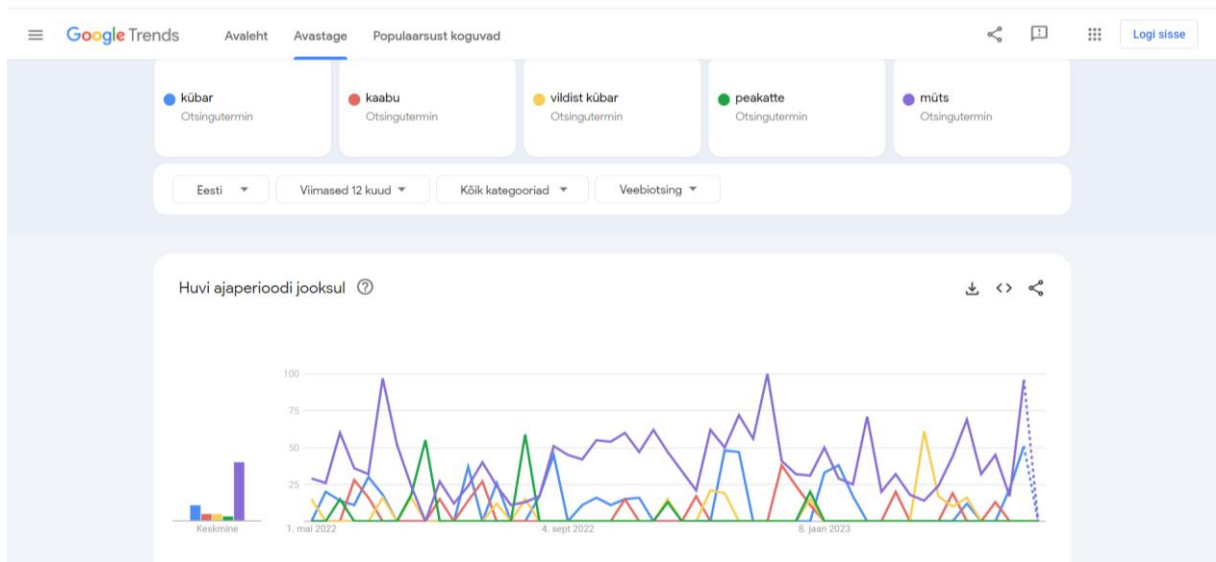 Google Trends Avaleht Avastage Populaarsust koguvad Logi sisse
kübar kaabu vildist kübar peakatte müts
Otsingutermin Otsingutermin Otsingutermin Otsingutermin Otsingutermin
Eesti Viimased 12 kuud Kõik kategooriad Veebiotsing
Huvi ajaperioodi jooksul ?
100
75
50
25
Keskmine 1. mai 2022 4. sept 2022 8. jaan 2023